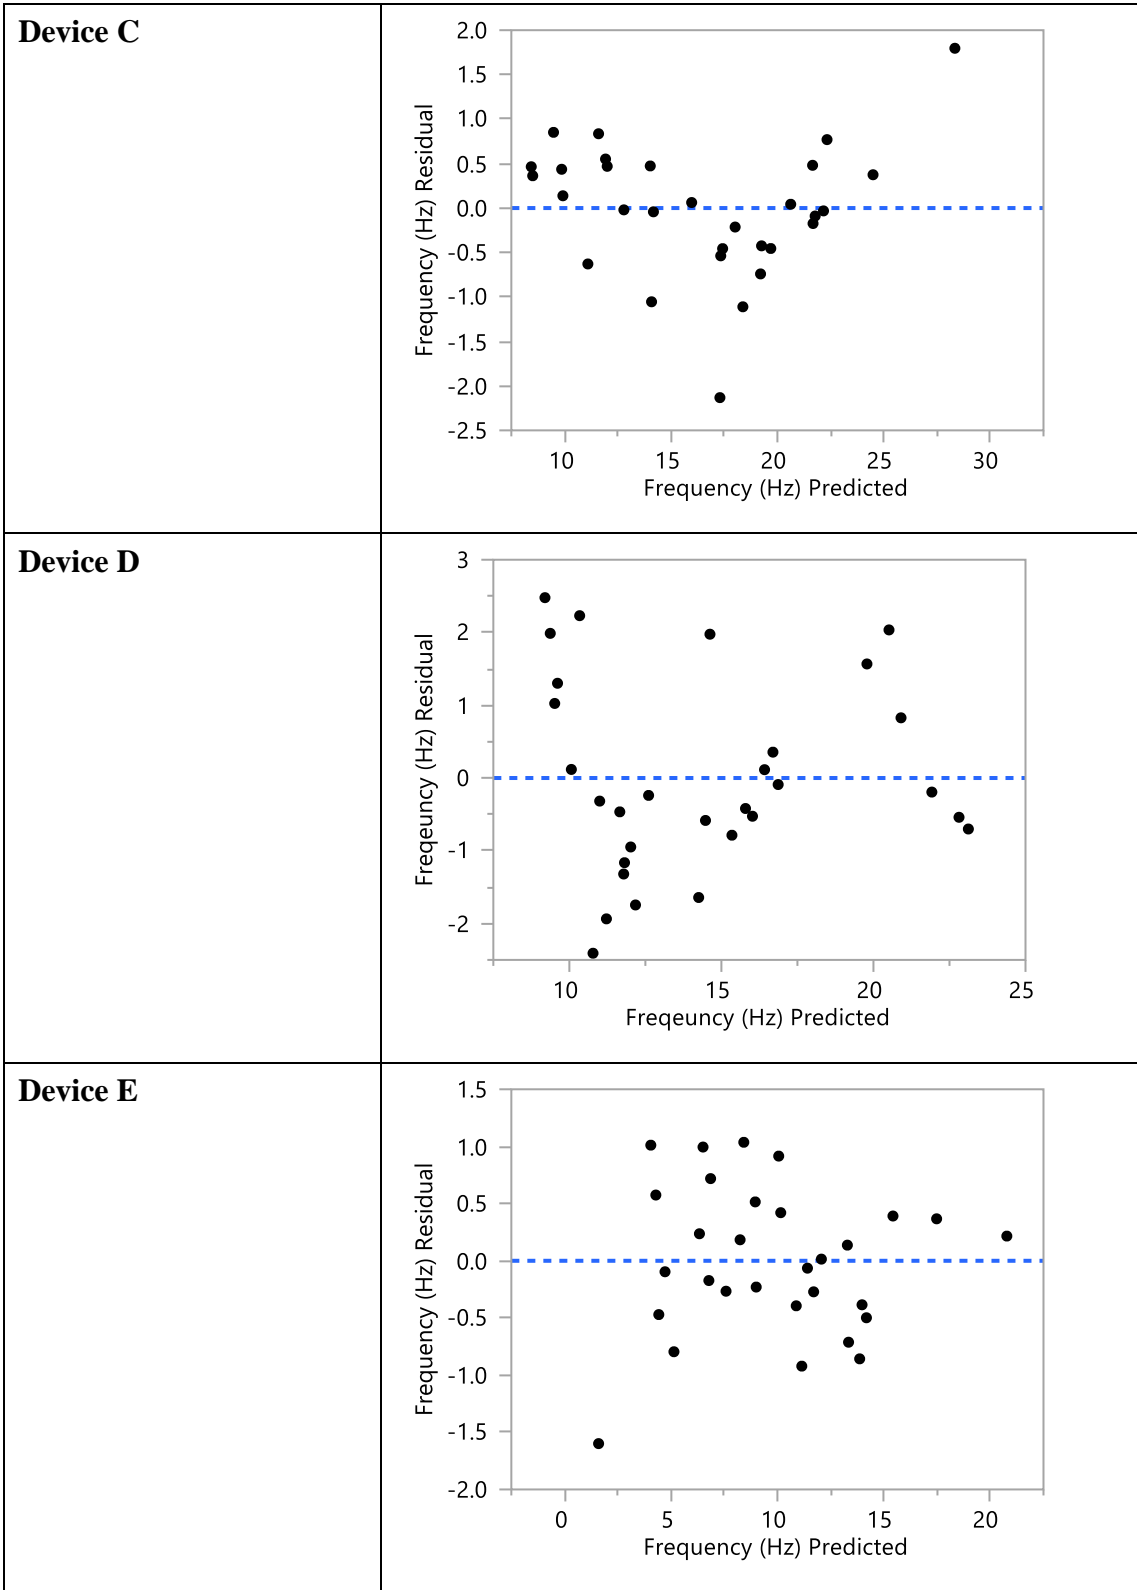 Device C
2.0
1.5
1.0
0.5
0.0
-0.5
-1.0
-1.5
-2.0
-2.5
Frequency (Hz) Residual
10 15 20 25 30
Frequency (Hz) Predicted
Device D
3
2
1
0
-1
-2
Freqeuncy (Hz) Residual
10 15 20 25
Freqeuncy (Hz) Predicted
Device E
1.5
1.0
0.5
0.0
-0.5
-1.0
-1.5
-2.0
Frequency (Hz) Residual
0 5 10 15 20
Frequency (Hz) Predicted